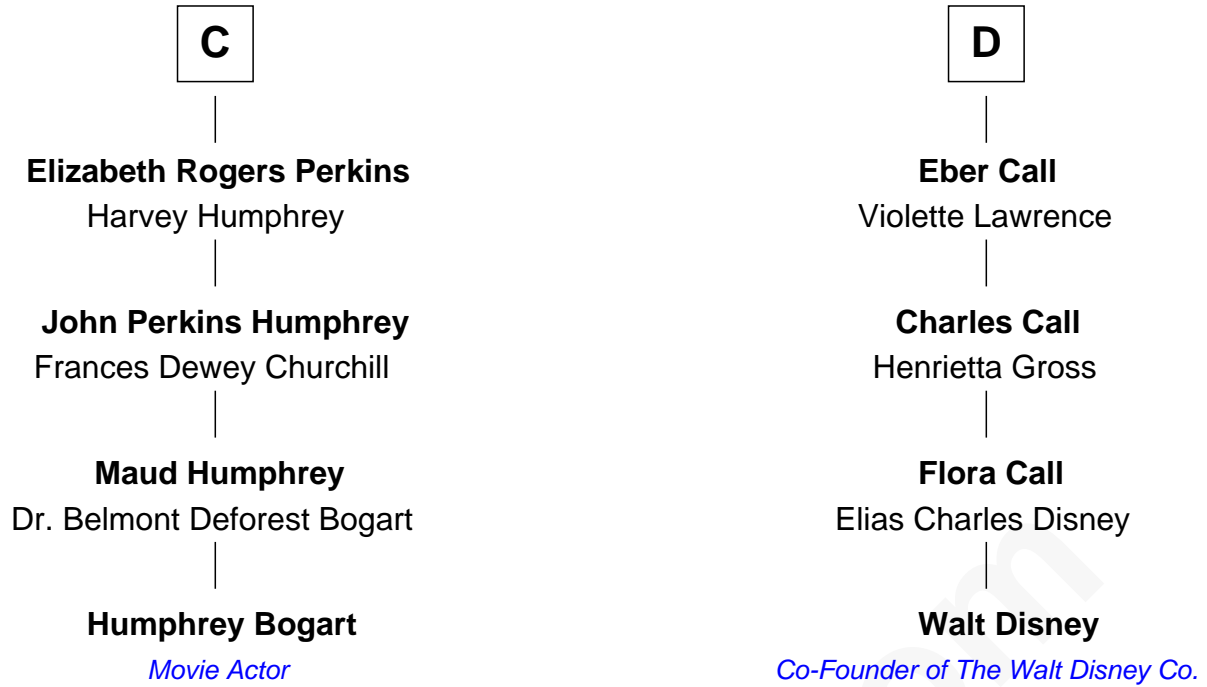 C
Elizabeth Rogers Perkins
Harvey Humphrey
John Perkins Humphrey
Frances Dewey Churchill
Maud Humphrey
Dr. Belmont Deforest Bogart
Humphrey Bogart
Movie Actor
D
Eber Call
Violette Lawrence
Charles Call
Henrietta Gross
Flora Call
Elias Charles Disney
Walt Disney
Co-Founder of The Walt Disney Co.